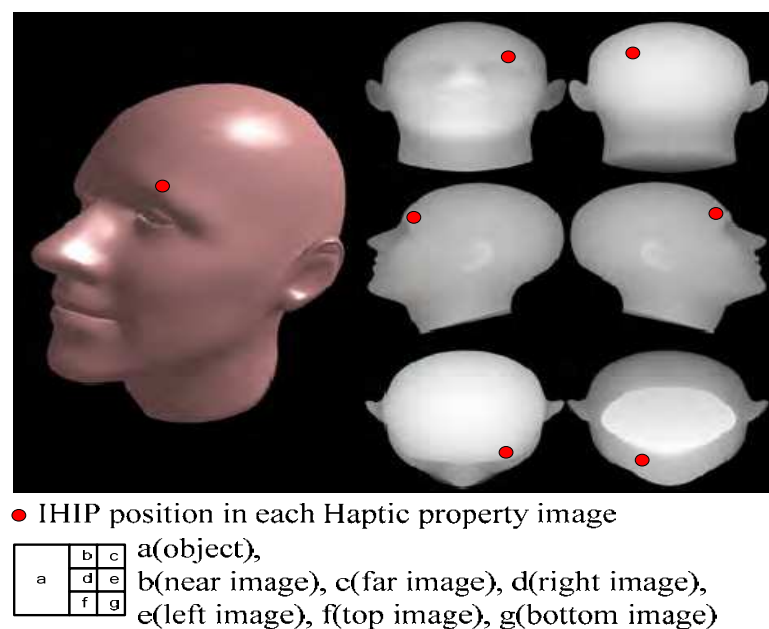 IHIP position in each Haptic property image
a(object),
b(near image), c(far image), d(right image),
e(left image), f(top image), g(bottom image)
a
b c
d e
f g